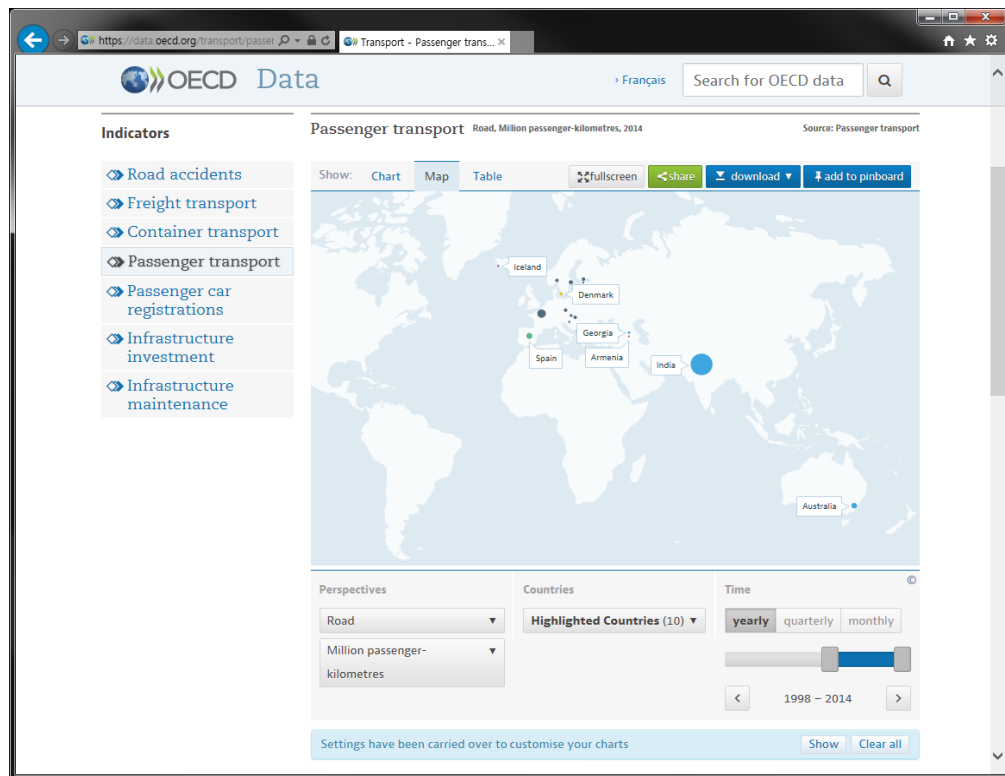 https://data.oecd.org/transport/passer
Transport - Passenger trans...
OECD Data
› Français
Search for OECD data
Indicators
Road accidents
Freight transport
Container transport
Passenger transport
Passenger car
registrations
Infrastructure
investment
Infrastructure
maintenance
Passenger transport Road, Million passenger-kilometres, 2014
Source: Passenger transport
Show: Chart Map Table
fullscreen share download ▼ add to pinboard
Iceland
Denmark
Georgia
Spain
Armenia
India
Australia
©
Perspectives
Road ▼
Million passenger- ▼
kilometres
Countries
Highlighted Countries (10) ▼
Time
yearly quarterly monthly
< 1998 – 2014 >
Settings have been carried over to customise your charts
Show Clear all